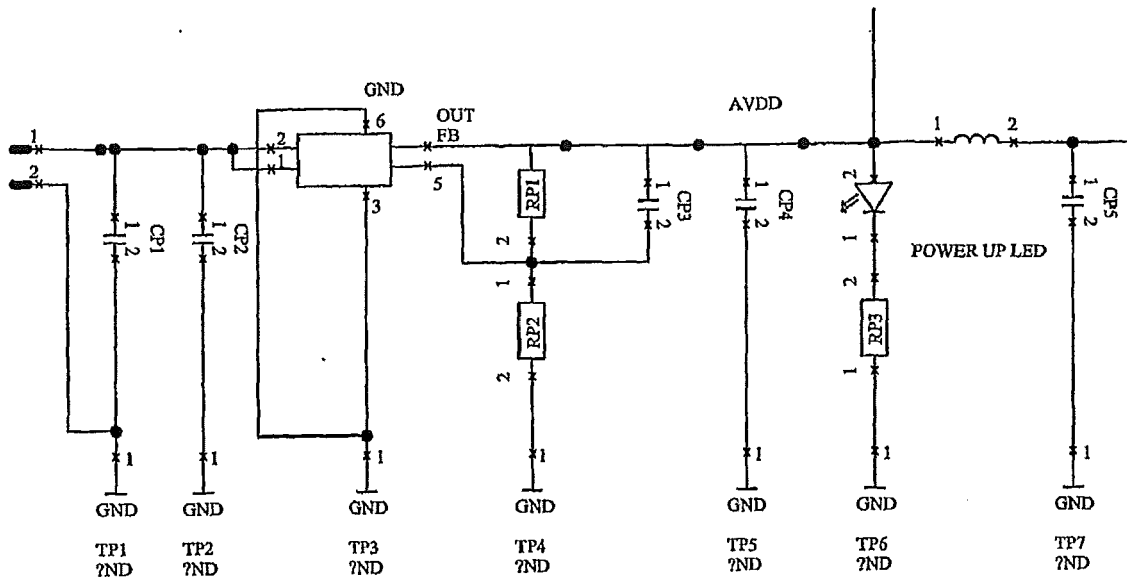 GND
OUT
AVDD
FB
1
2
6
2
1
5
3
1
2
1
2
CP1
1
2
CP2
RP1
2
1
RP2
2
1
2
CP3
1
2
CP4
2
1
POWER UP LED
2
RP3
1
1
2
CP5
1
1
1
1
1
1
1
GND
GND
GND
GND
GND
GND
GND
TP1
TP2
TP3
TP4
TP5
TP6
TP7
?ND
?ND
?ND
?ND
?ND
?ND
?ND